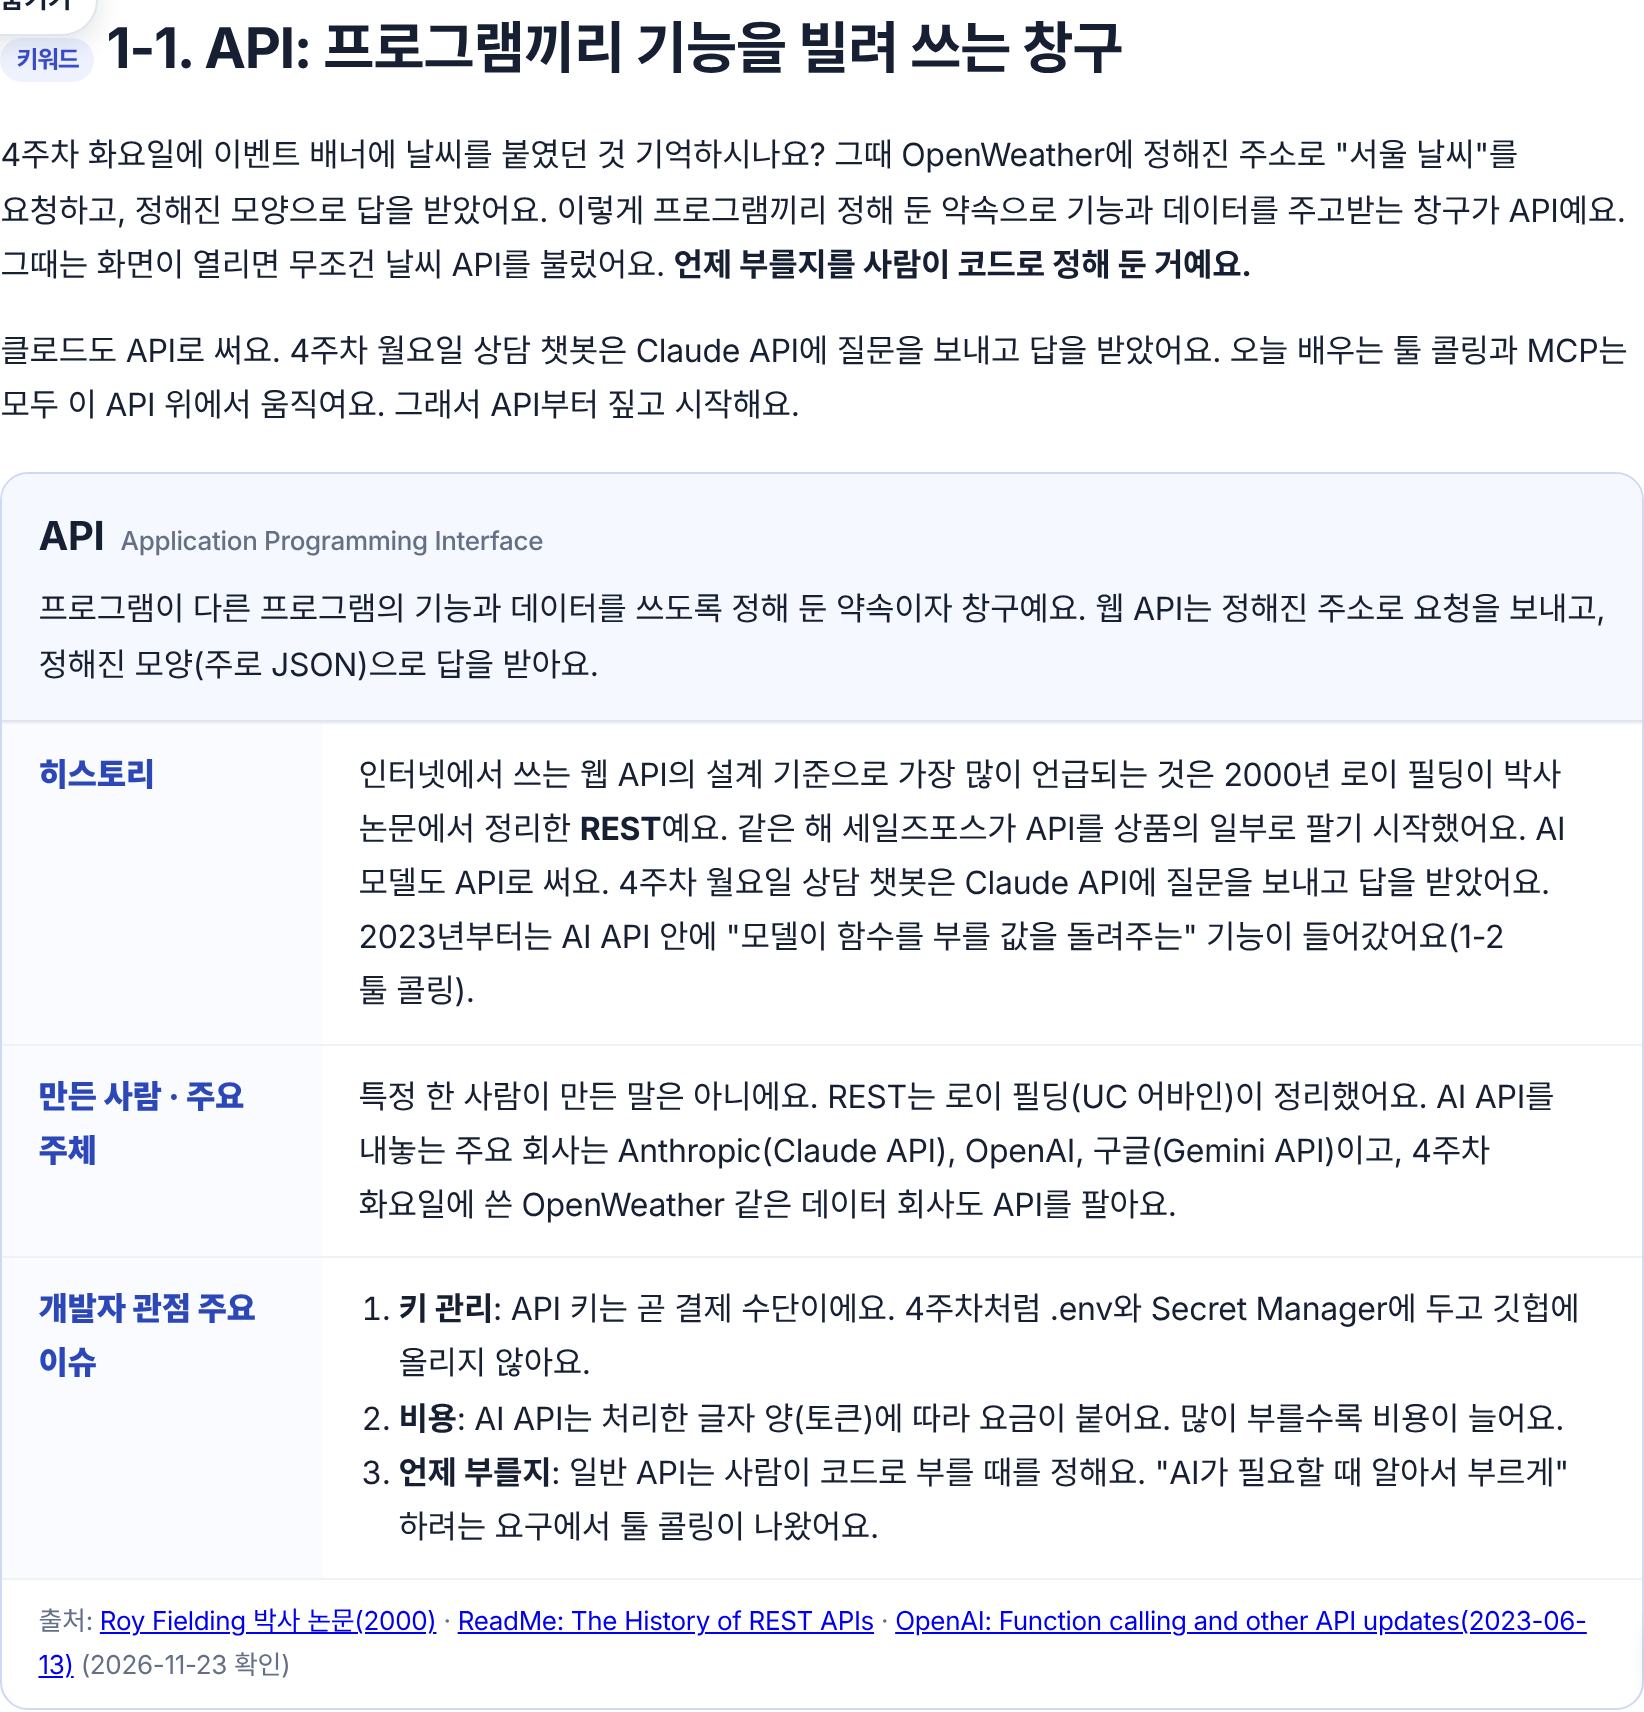 키워드 1-1. API: 프로그램끼리 기능을 빌려 쓰는 창구
4주차 화요일에 이벤트 배너에 날씨를 붙였던 것 기억하시나요? 그때 OpenWeather에 정해진 주소로 "서울 날씨"를
요청하고, 정해진 모양으로 답을 받았어요. 이렇게 프로그램끼리 정해 둔 약속으로 기능과 데이터를 주고받는 창구가 API예요.
그때는 화면이 열리면 무조건 날씨 API를 불렀어요. 언제 부를지를 사람이 코드로 정해 둔 거예요.
클로드도 API로 써요. 4주차 월요일 상담 챗봇은 Claude API에 질문을 보내고 답을 받았어요. 오늘 배우는 툴 콜링과 MCP는
모두 이 API 위에서 움직여요. 그래서 API부터 짚고 시작해요.
API Application Programming Interface
프로그램이 다른 프로그램의 기능과 데이터를 쓰도록 정해 둔 약속이자 창구예요. 웹 API는 정해진 주소로 요청을 보내고,
정해진 모양(주로 JSON)으로 답을 받아요.
히스토리
인터넷에서 쓰는 웹 API의 설계 기준으로 가장 많이 언급되는 것은 2000년 로이 필딩이 박사
논문에서 정리한 REST예요. 같은 해 세일즈포스가 API를 상품의 일부로 팔기 시작했어요. AI
모델도 API로 써요. 4주차 월요일 상담 챗봇은 Claude API에 질문을 보내고 답을 받았어요.
2023년부터는 AI API 안에 "모델이 함수를 부를 값을 돌려주는" 기능이 들어갔어요(1-2
툴 콜링).
만든 사람 · 주요
주체
특정 한 사람이 만든 말은 아니에요. REST는 로이 필딩(UC 어바인)이 정리했어요. AI API를
내놓는 주요 회사는 Anthropic(Claude API), OpenAI, 구글(Gemini API)이고, 4주차
화요일에 쓴 OpenWeather 같은 데이터 회사도 API를 팔아요.
개발자 관점 주요
이슈
1. 키 관리: API 키는 곧 결제 수단이에요. 4주차처럼 .env와 Secret Manager에 두고 깃헙에
올리지 않아요.
2. 비용: AI API는 처리한 글자 양(토큰)에 따라 요금이 붙어요. 많이 부를수록 비용이 늘어요.
3. 언제 부를지: 일반 API는 사람이 코드로 부를 때를 정해요. "AI가 필요할 때 알아서 부르게"
하려는 요구에서 툴 콜링이 나왔어요.
출처: Roy Fielding 박사 논문(2000) · ReadMe: The History of REST APIs · OpenAI: Function calling and other API updates(2023-06-
13) (2026-11-23 확인)